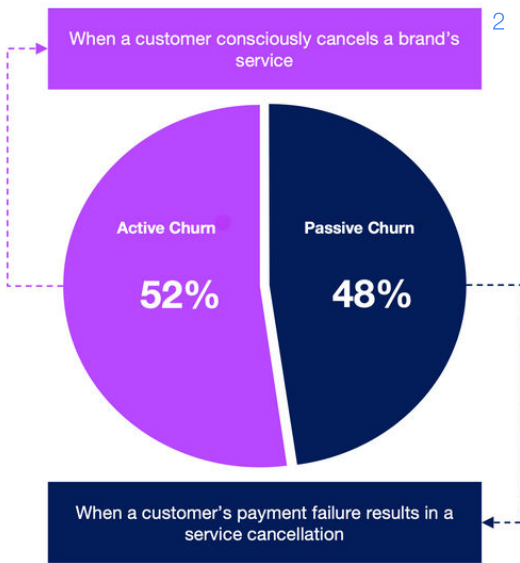 When a customer consciously cancels a brand’s
service
2
Active Churn
52%
Passive Churn
48%
When a customer’s payment failure results in a
service cancellation